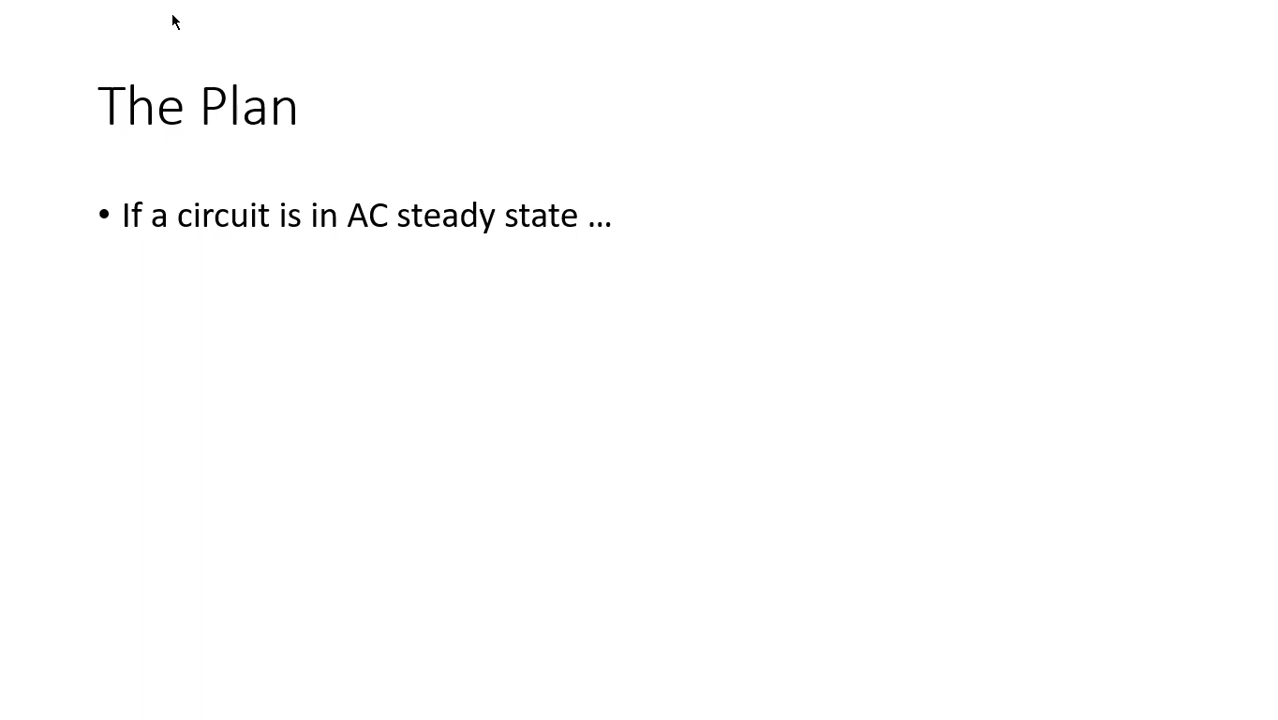 The Plan
• If a circuit is in AC steady state …